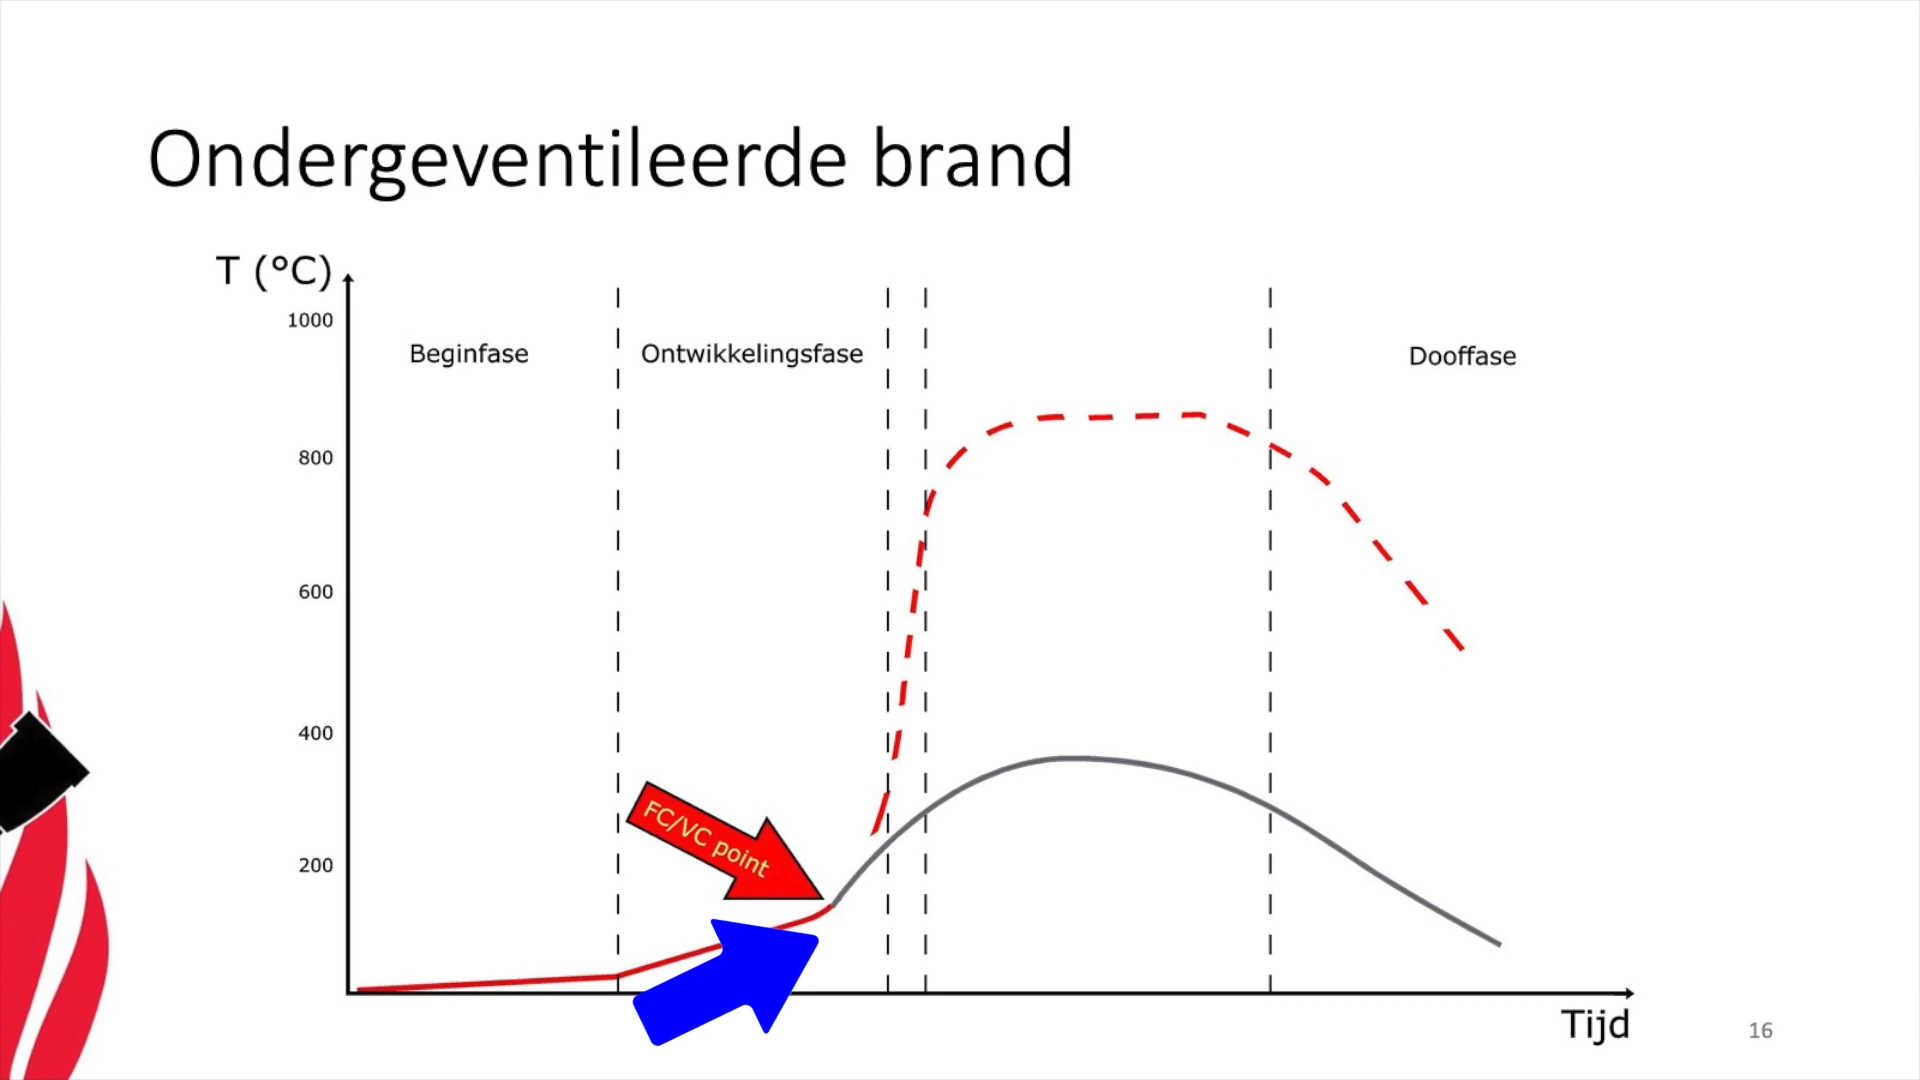 Ondergeventileerde brand
T (°C)
1000
Beginfase
Ontwikkelingsfase
Dooffase
800
600
400
FC/VC point
200
Tijd
16